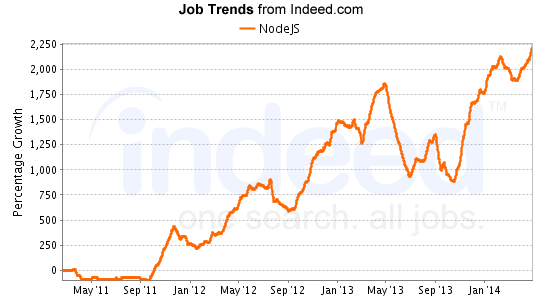 Job Trends from Indeed.com
NodeJS
Percentage Growth
2,250
2,000
1,750
1,500
1,250
1,000
750
500
250
0
indeed™
one search. all jobs.
May'11 Sep'11 Jan'12 May'12 Sep'12 Jan'13 May'13 Sep'13 Jan'14